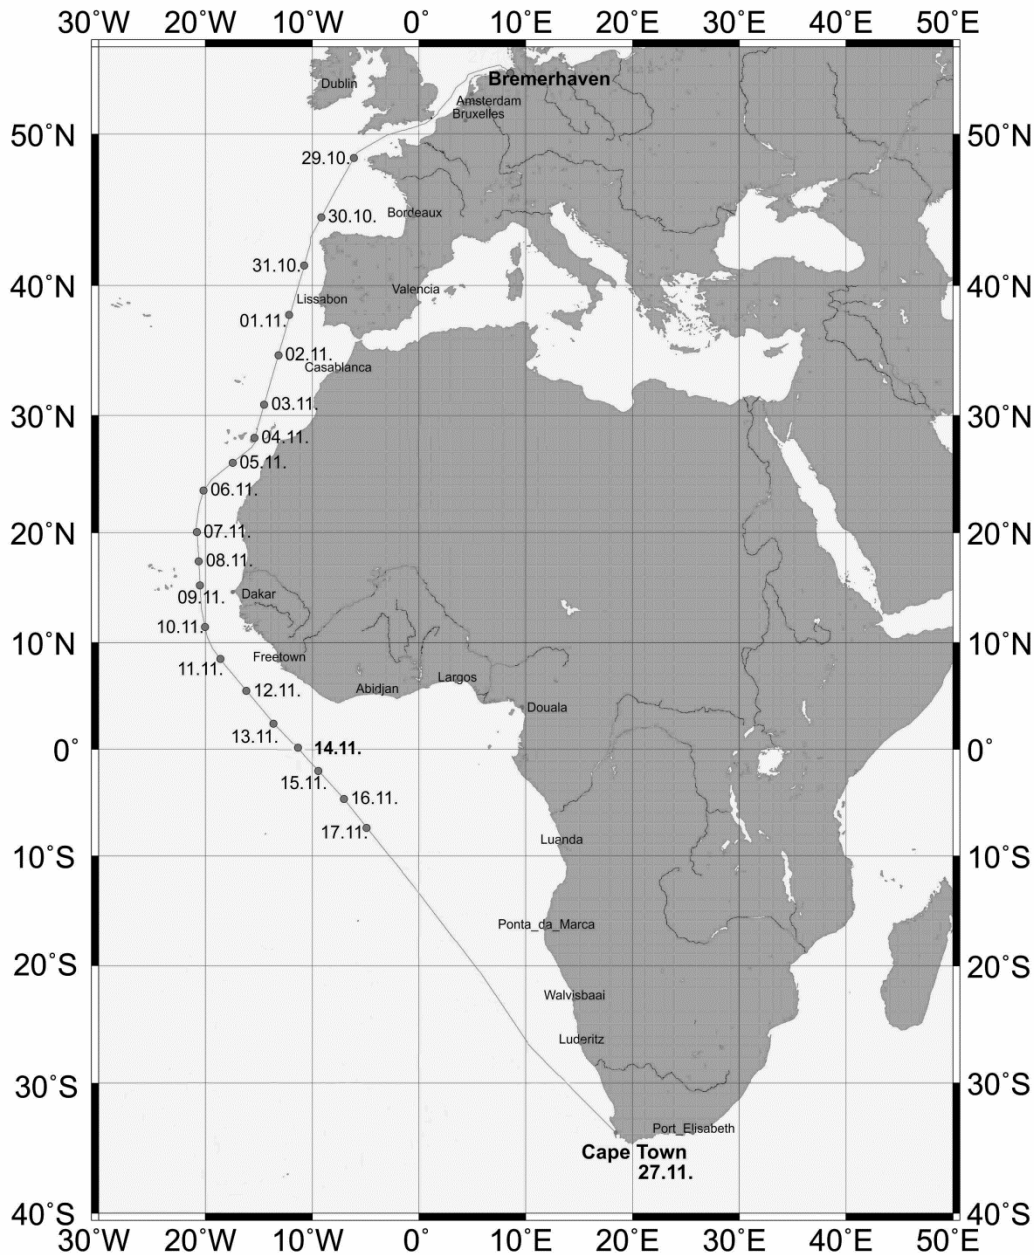 30˚W 20˚W 10˚W 0˚ 10˚E 20˚E 30˚E 40˚E 50˚E
Bremerhaven
Dublin
Amsterdam
Bruxelles
50˚N 50˚N
29.10.
30.10. Bordeaux
31.10.
40˚N 40˚N
Valencia
Lissabon
01.11.
02.11.
Casablanca
03.11.
30˚N 30˚N
04.11.
05.11.
06.11.
20˚N 07.11. 20˚N
08.11.
09.11. Dakar
10.11.
10˚N 10˚N
11.11. Freetown
Largos
12.11. Abidjan
Douala
13.11.
0˚ 14.11. 0˚
15.11.
16.11.
17.11.
Luanda
10˚S 10˚S
Ponta_da_Marca
20˚S 20˚S
Walvisbaai
Luderitz
30˚S 30˚S
Port_Elisabeth
Cape Town
27.11.
40˚S 40˚S
30˚W 20˚W 10˚W 0˚ 10˚E 20˚E 30˚E 40˚E 50˚E